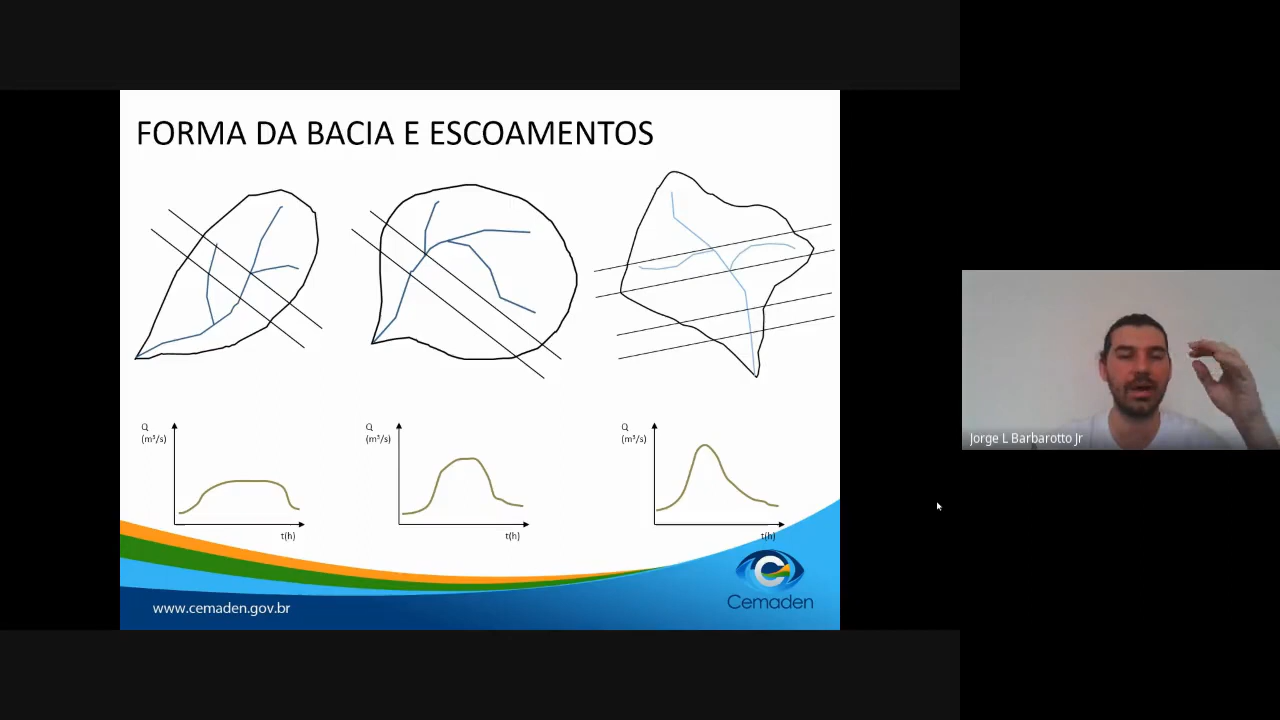 FORMA DA BACIA E ESCOAMENTOS
Q
(m³/s)
t(h)
Q
(m³/s)
t(h)
Q
(m³/s)
t(h)
www.cemaden.gov.br
Cemaden
Jorge L Barbarotto Jr